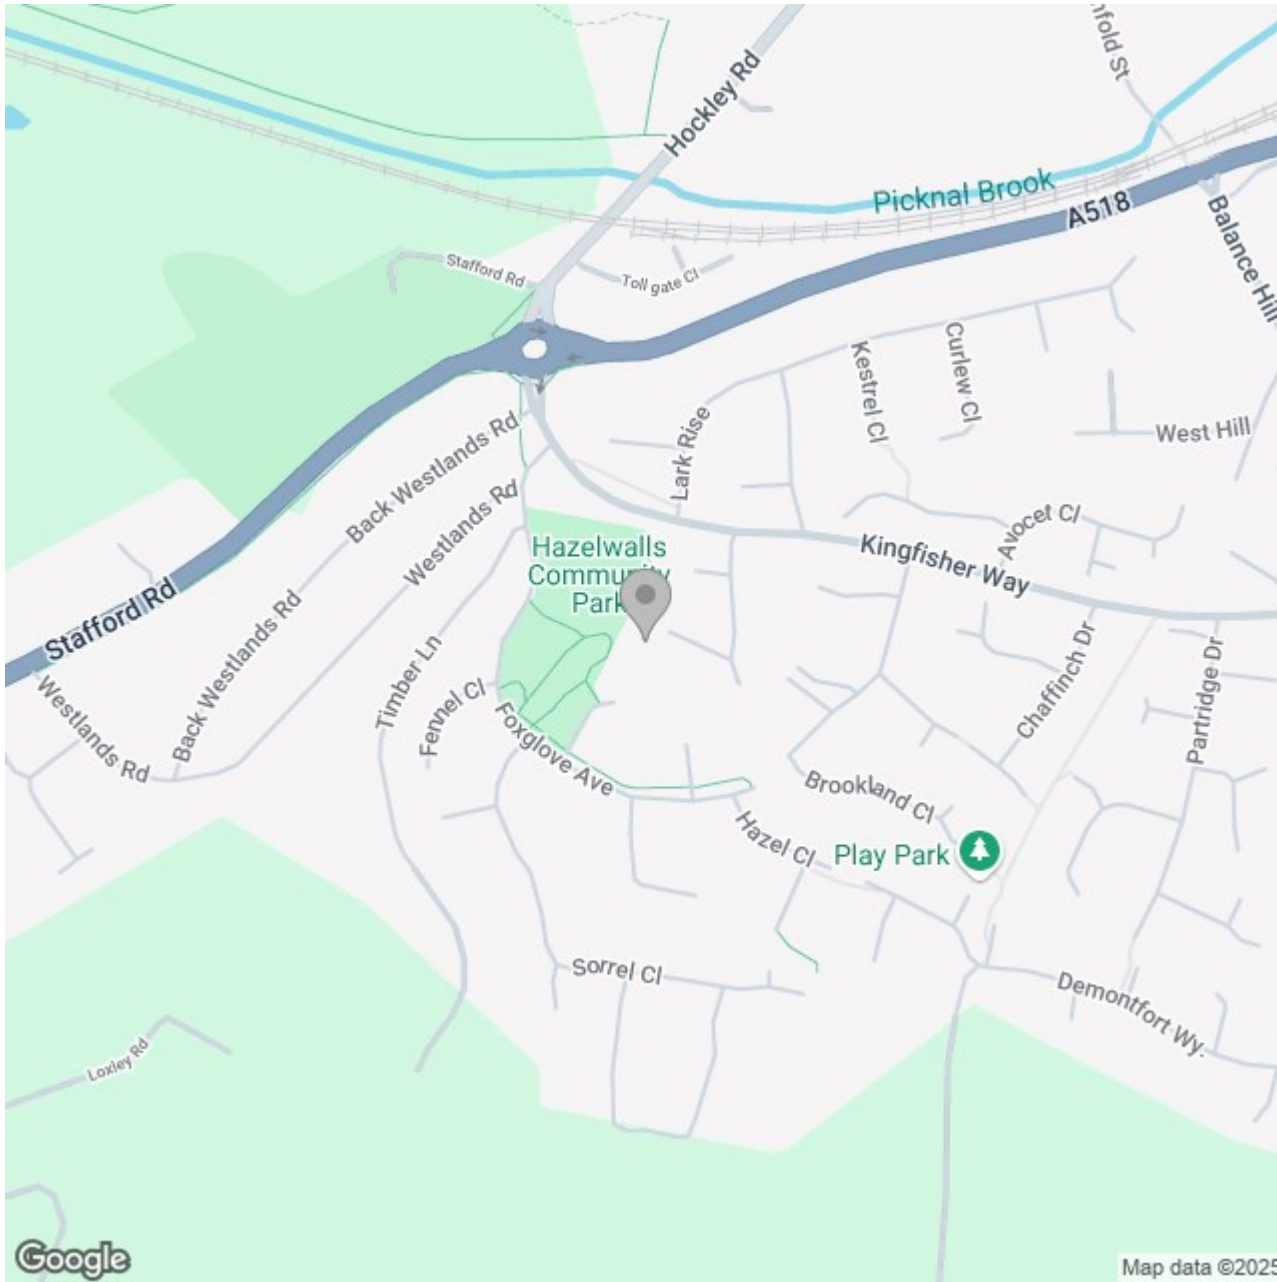 nfold St
Hockley Rd
Picknal Brook
A518
Balance Hill
Stafford Rd
Toll gate Cl
Curlew Cl
Kestrel Cl
West Hill
Lark Rise
Back Westlands Rd
Westlands Rd
Avocet Cl
Hazelwalls
Community
Park
Kingfisher Way
Stafford Rd
Back Westlands Rd
Timber Ln
Fennel Cl
Chaffinch Dr
Partridge Dr
Westlands Rd
Foxglove Ave
Brookland Cl
Hazel Cl
Play Park
Sorrel Cl
Demontfort Wy.
Loxley Rd
Google
Map data ©2025